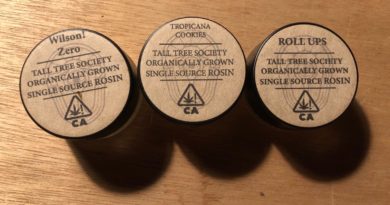 Wilson!
Zero
TALL TREE SOCIETY
ORGANICALLY GROWN
SINGLE SOURCE ROSIN
CA
TROPICANA
COOKIES
TALL TREE SOCIETY
ORGANICALLY GROWN
SINGLE SOURCE ROSIN
CA
ROLL UPS
TALL TREE SOCIETY
ORGANICALLY GROWN
SINGLE SOURCE ROSIN
CA